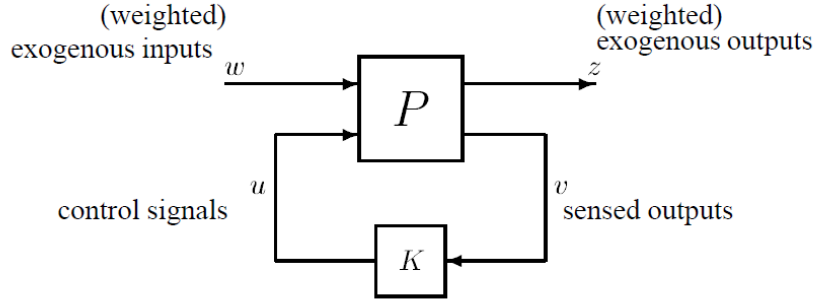 (weighted)
exogenous inputs
(weighted)
exogenous outputs
w
z
P
u
v
control signals
sensed outputs
K